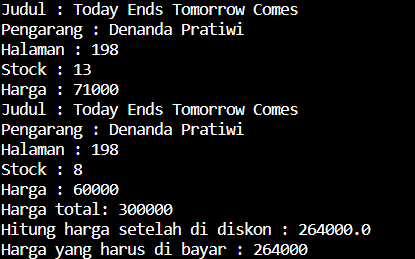 Judul : Today Ends Tomorrow Comes
Pengarang : Denanda Pratiwi
Halaman : 198
Stock : 13
Harga : 71000
Judul : Today Ends Tomorrow Comes
Pengarang : Denanda Pratiwi
Halaman : 198
Stock : 8
Harga : 60000
Harga total: 300000
Hitung harga setelah di diskon : 264000.0
Harga yang harus di bayar : 264000